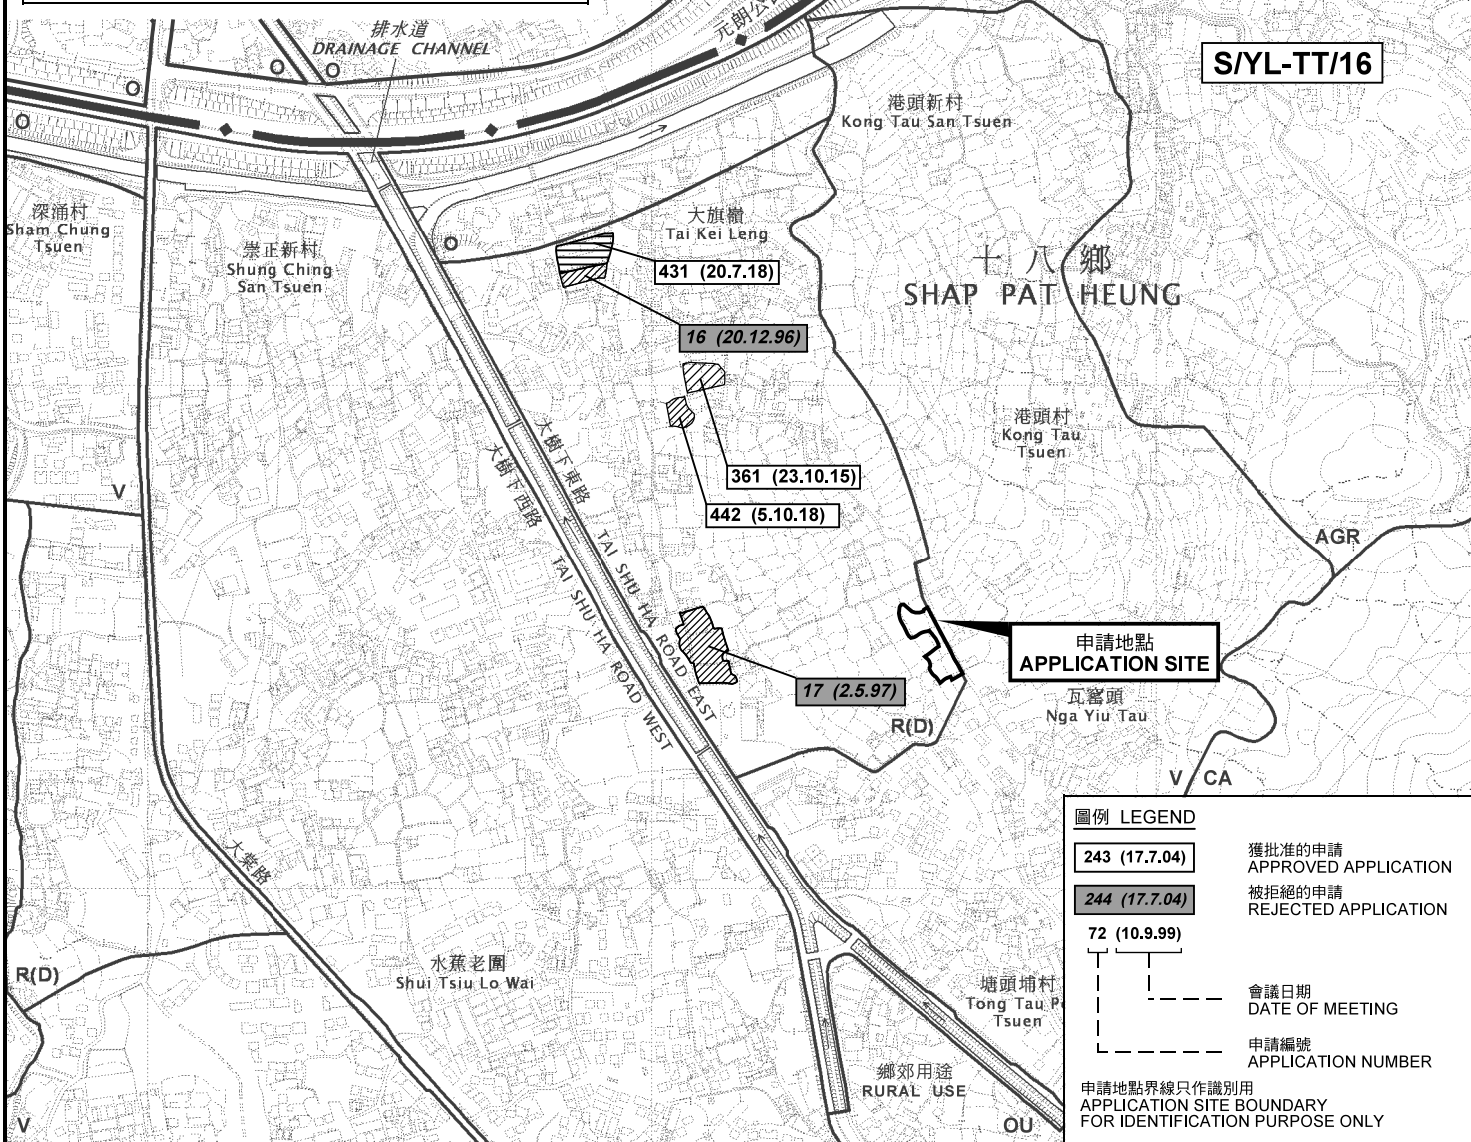 排水道
DRAINAGE CHANNEL
S/YL-TT/16
O
O
O
O
港頭新村
Kong Tau San Tsuen
深涌村
Sham Chung
Tsuen
崇正新村
Shung Ching
San Tsuen
O
大旗嶺
Tai Kei Leng
431 (20.7.18)
十八鄉
SHAP PAT HEUNG
16 (20.12.96)
港頭村
Kong Tau
Tsuen
361 (23.10.15)
442 (5.10.18)
V
大樹下東路
大樹下西路
TAI SHU HA ROAD EAST
TAI SHU HA ROAD WEST
AGR
申請地點
APPLICATION SITE
17 (2.5.97)
瓦窰頭
Nga Yiu Tau
R(D)
V
CA
大棠路
水蕉老圍
Shui Tsiu Lo Wai
R(D)
塘頭埔村
Tong Tau P
Tsuen
鄉郊用途
RURAL USE
OU
V
圖例 LEGEND
243 (17.7.04)
獲批准的申請
APPROVED APPLICATION
244 (17.7.04)
被拒絕的申請
REJECTED APPLICATION
72 (10.9.99)
會議日期
DATE OF MEETING
申請編號
APPLICATION NUMBER
申請地點界線只作識別用
APPLICATION SITE BOUNDARY
FOR IDENTIFICATION PURPOSE ONLY